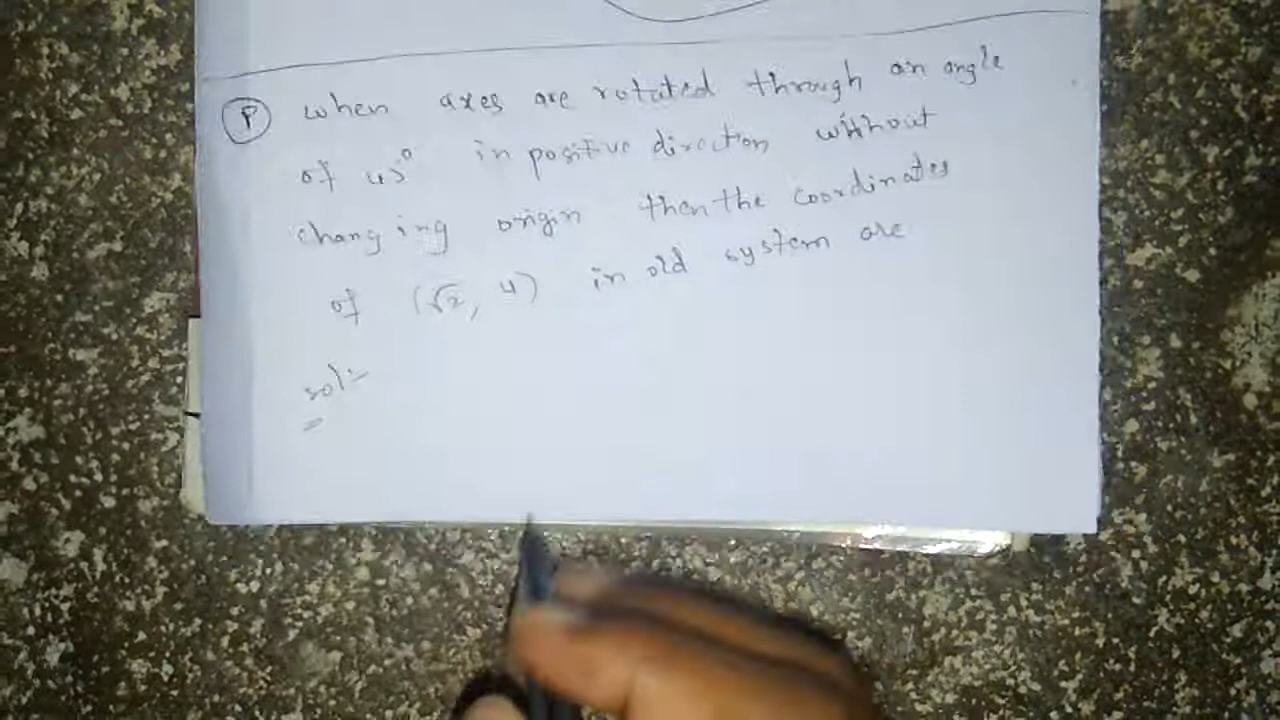 P when axes are rotated through an angle
of 45° in positive direction without
changing origin then the coordinates
of (√2, 4) in old system are
sol:-